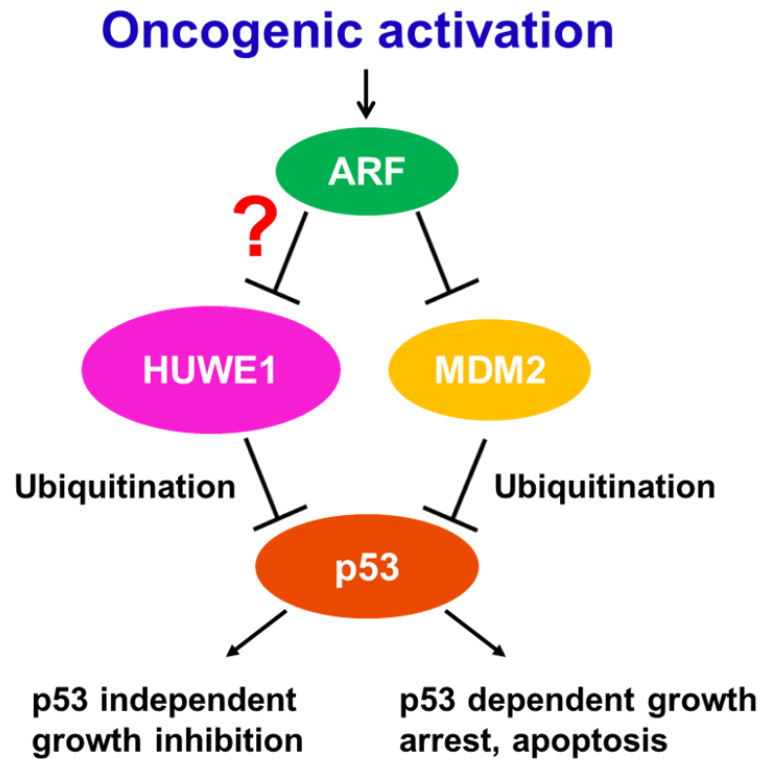 Oncogenic activation
ARF
?
HUWE1
MDM2
Ubiquitination
Ubiquitination
p53
p53 independent
growth inhibition
p53 dependent growth
arrest, apoptosis